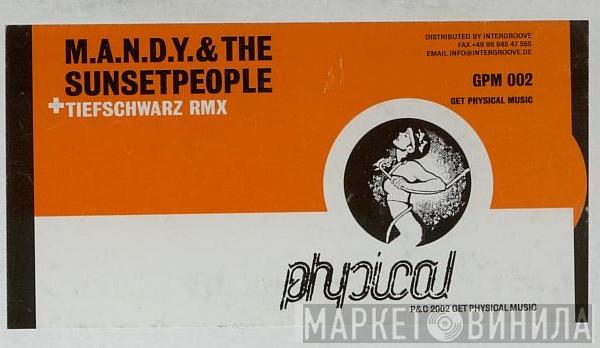 M.A.N.D.Y. & THE
SUNSETPEOPLE
+TIEFSCHWARZ RMX
DISTRIBUTED BY INTERGROOVE
FAX +49 69 945 47 555
EMAIL INFO@INTERGROOVE.DE
GPM 002
GET PHYSICAL MUSIC
physical
P&C 2002 GET PHYSICAL MUSIC
МАРКЕТ ВИНИЛА